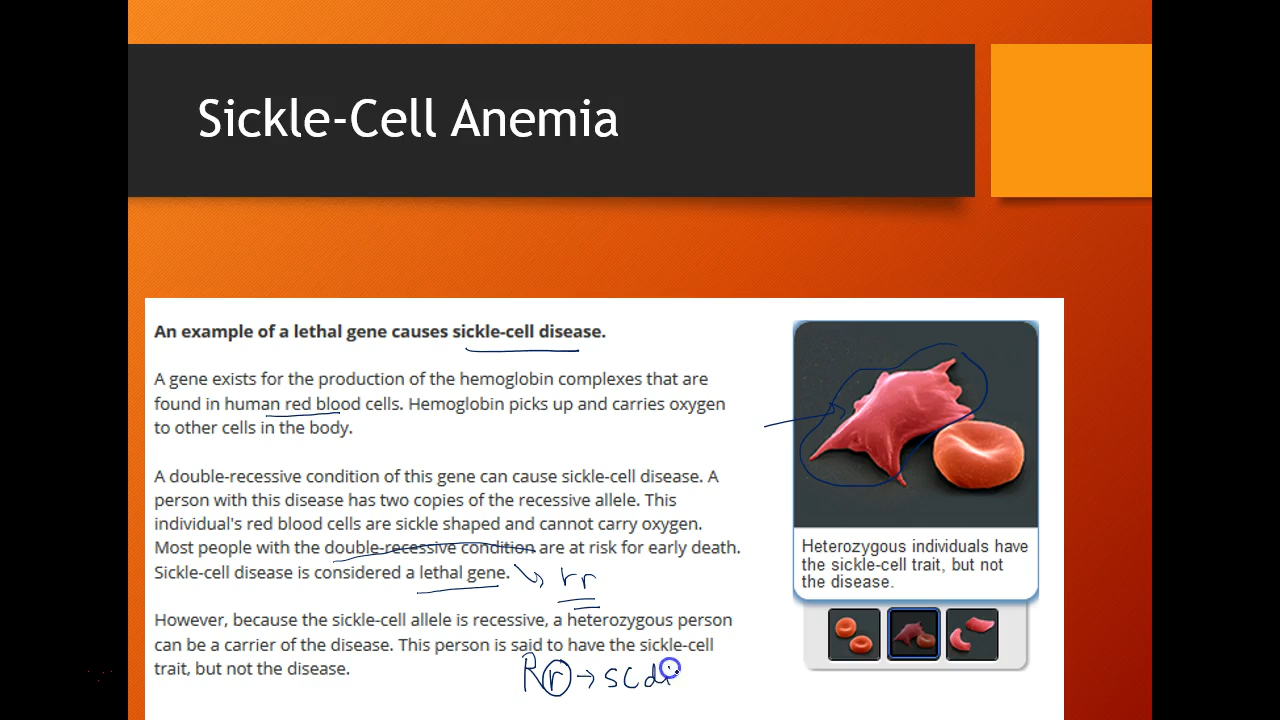 Sickle-Cell Anemia
An example of a lethal gene causes sickle-cell disease.
A gene exists for the production of the hemoglobin complexes that are
found in human red blood cells. Hemoglobin picks up and carries oxygen
to other cells in the body.
A double-recessive condition of this gene can cause sickle-cell disease. A
person with this disease has two copies of the recessive allele. This
individual's red blood cells are sickle shaped and cannot carry oxygen.
Most people with the double-recessive condition are at risk for early death.
Sickle-cell disease is considered a lethal gene.
rr
However, because the sickle-cell allele is recessive, a heterozygous person
can be a carrier of the disease. This person is said to have the sickle-cell
trait, but not the disease.
Rr → SC
Heterozygous individuals have
the sickle-cell trait, but not
the disease.